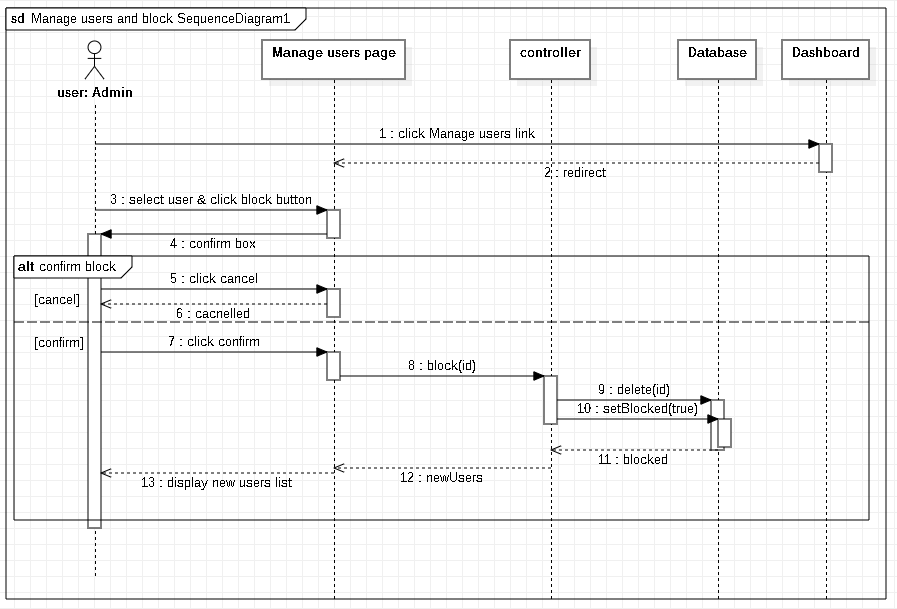 sd Manage users and block SequenceDiagram1
Manage users page
controller
Database
Dashboard
user: Admin
1 : click Manage users link
2 : redirect
3 : select user & click block button
4 : confirm box
alt confirm block
5 : click cancel
[cancel]
6 : cacnelled
[confirm]
7 : click confirm
8 : block(id)
9 : delete(id)
10 : setBlocked(true)
11 : blocked
12 : newUsers
13 : display new users list